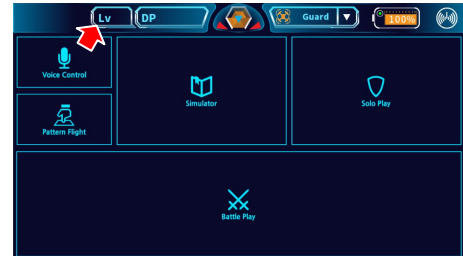 Lv DP Guard 100%
Voice Control
Simulator
Solo Play
Pattern Flight
Battle Play